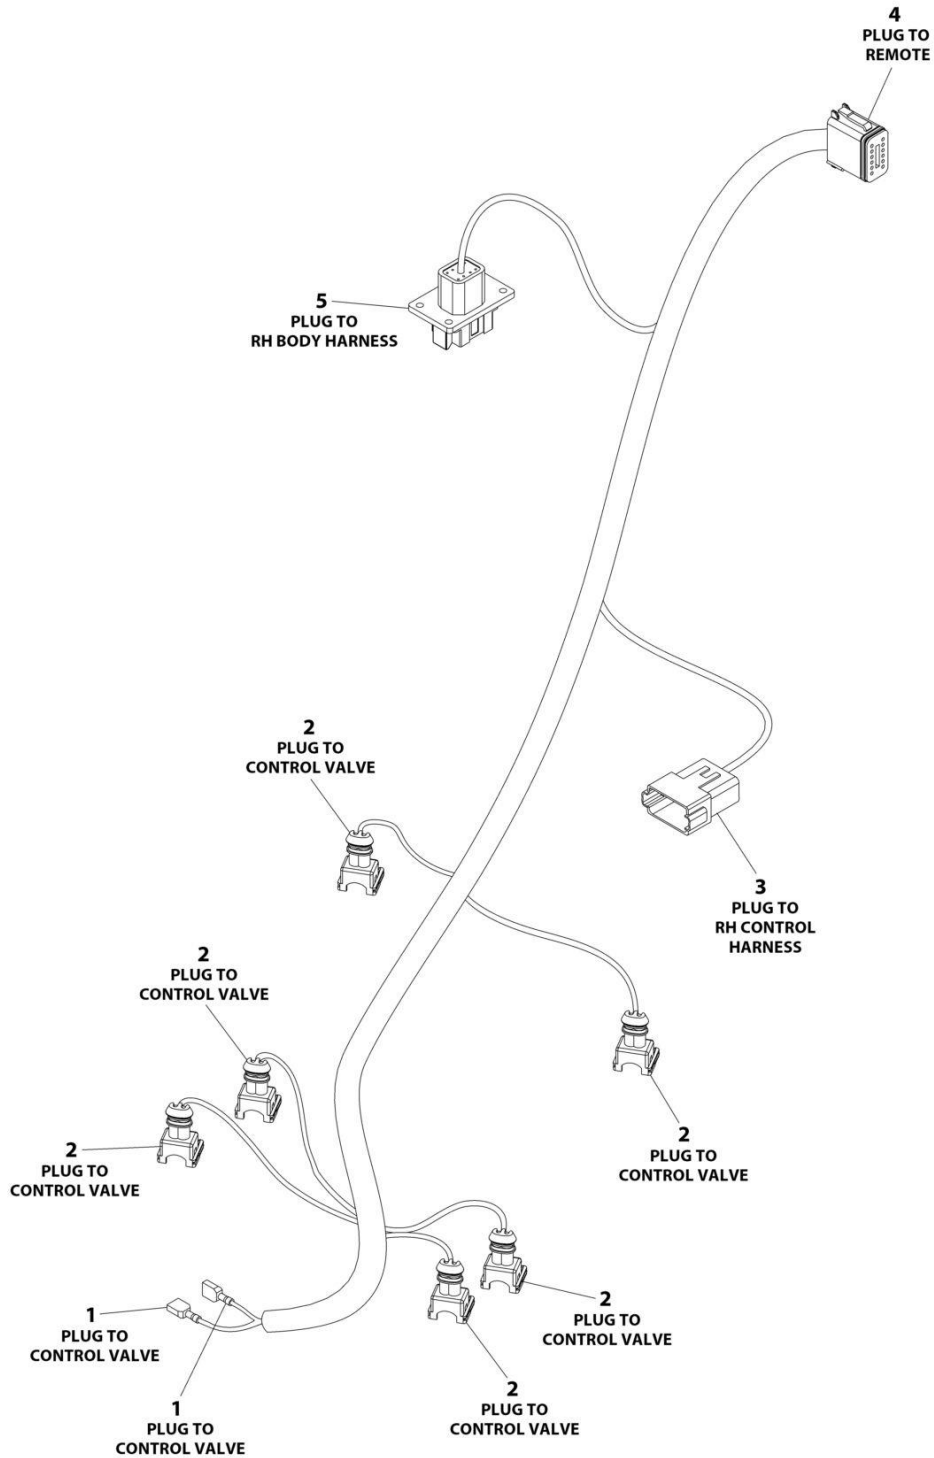 4
PLUG TO
REMOTE
5
PLUG TO
RH BODY HARNESS
2
PLUG TO
CONTROL VALVE
3
PLUG TO
RH CONTROL
HARNESS
2
PLUG TO
CONTROL VALVE
2
PLUG TO
CONTROL VALVE
2
PLUG TO
CONTROL VALVE
1
PLUG TO
CONTROL VALVE
2
PLUG TO
CONTROL VALVE
1
PLUG TO
CONTROL VALVE
2
PLUG TO
CONTROL VALVE